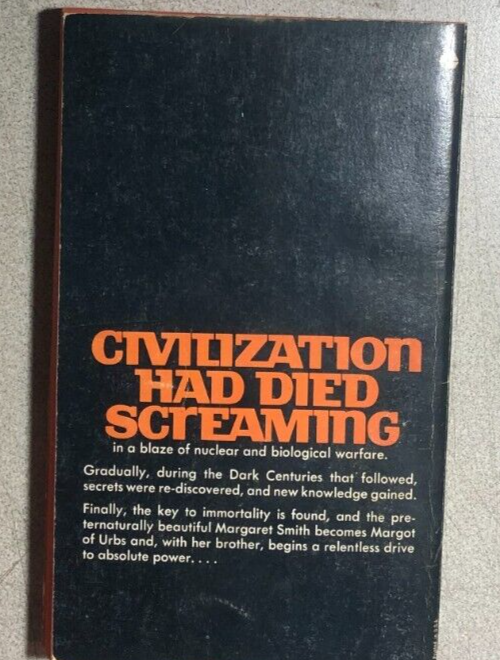 CIVILIZATION
HAD DIED
SCREAMING
in a blaze of nuclear and biological warfare.
Gradually, during the Dark Centuries that followed,
secrets were re-discovered, and new knowledge gained.
Finally, the key to immortality is found, and the pre-
ternaturally beautiful Margaret Smith becomes Margot
of Urbs and, with her brother, begins a relentless drive
to absolute power. . . .